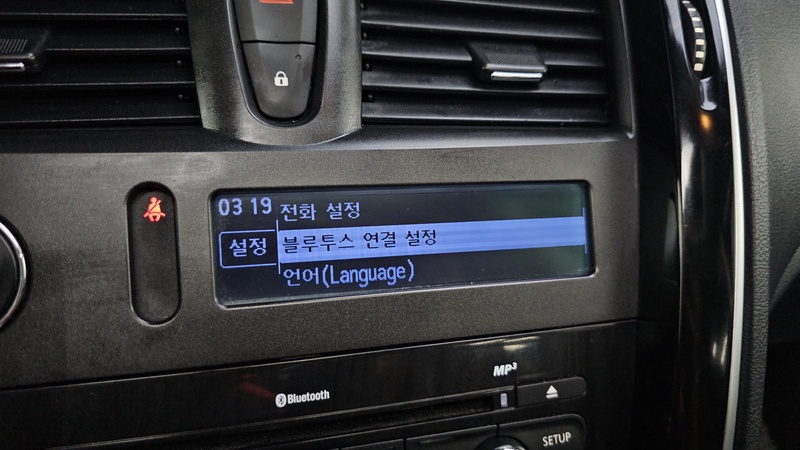 03 19
전화 설정
설정
블루투스 연결 설정
언어(Language)
Bluetooth
MP3
SETUP